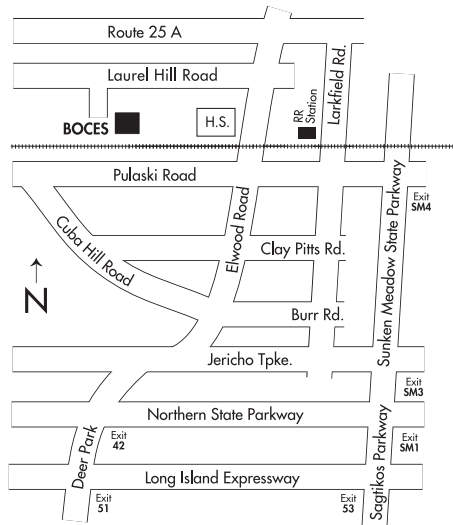 Route 25 A
Larkfield Rd.
Laurel Hill Road
RR
Station
BOCES
H.S.
Pulaski Road
Exit
SM4
Cuba Hill Road
Elwood Road
Clay Pitts Rd.
Sunken Meadow State Parkway
N
Burr Rd.
Jericho Tpke.
Exit
SM3
Northern State Parkway
Exit
42
Exit
SM1
Deer Park
Sagtikos Parkway
Long Island Expressway
Exit
51
Exit
53